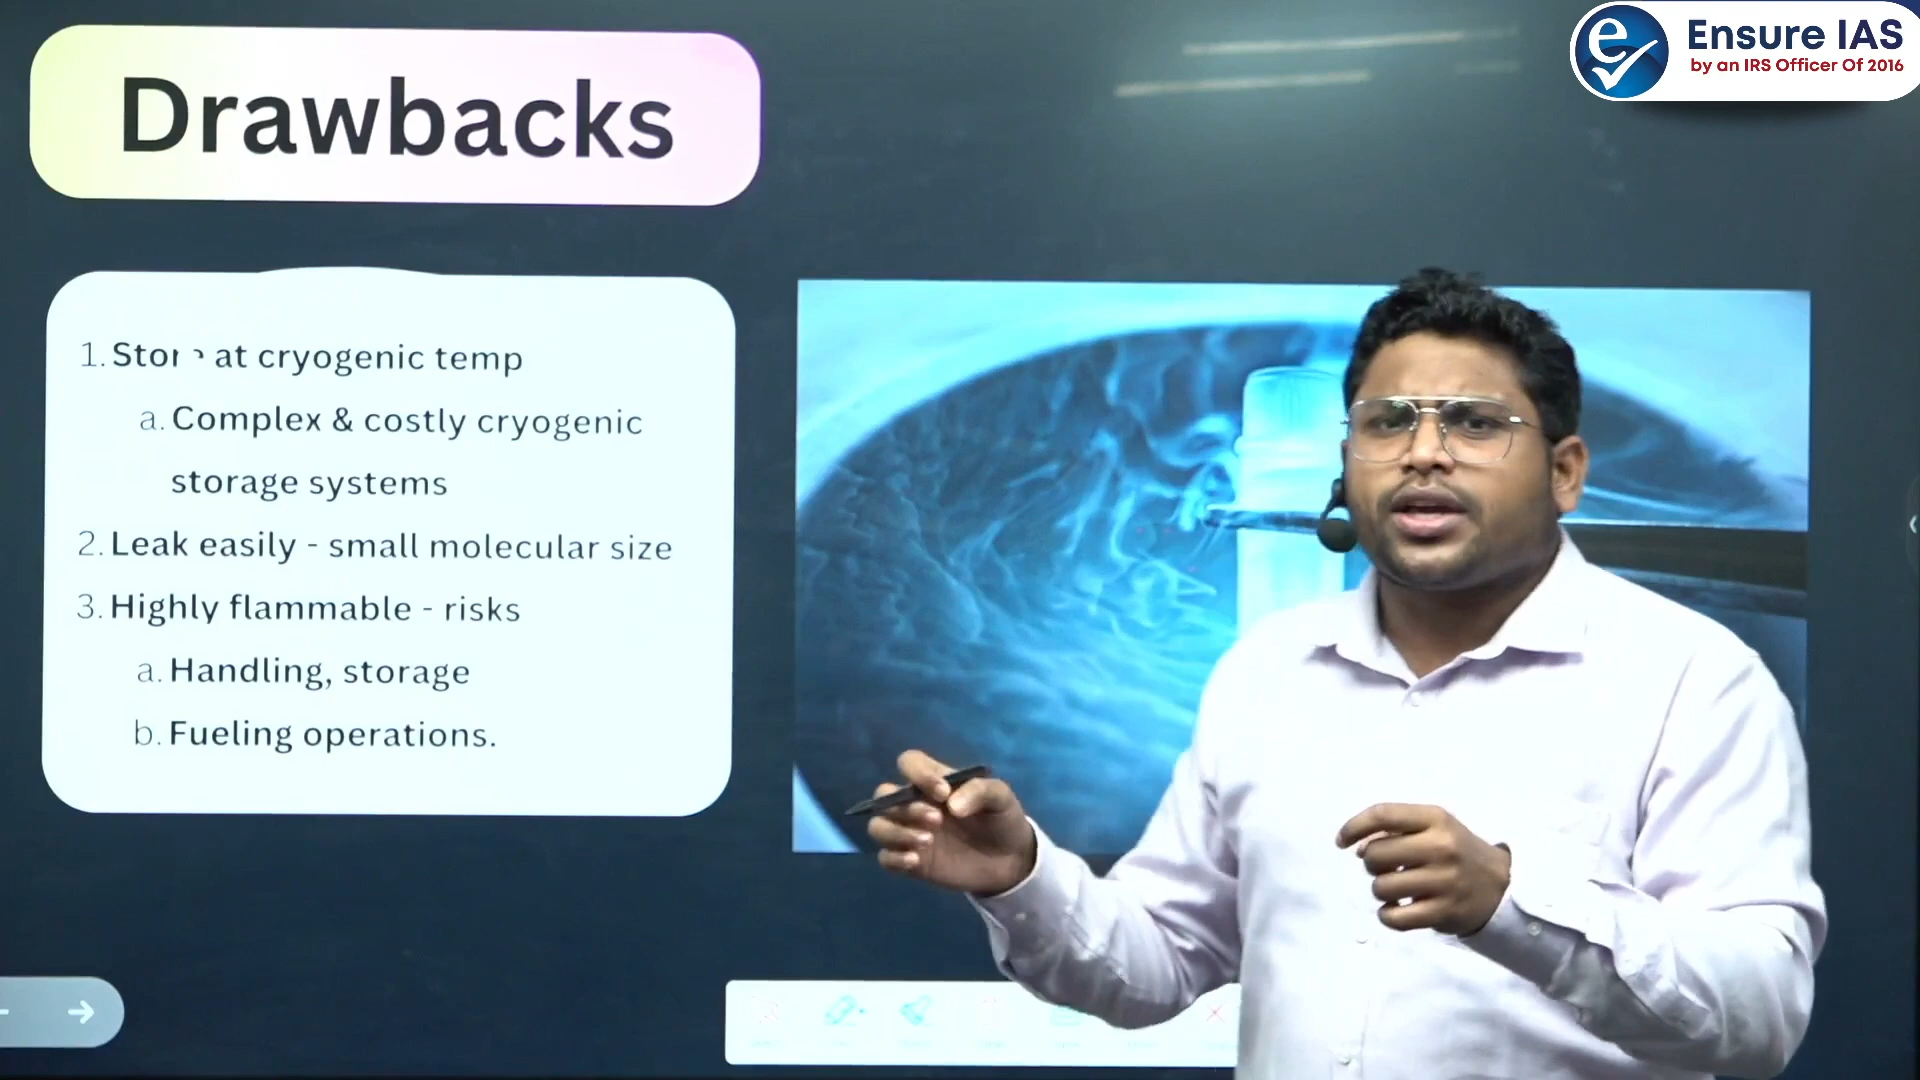 Drawbacks
Ensure IAS
by an IRS Officer Of 2016
1. at cryogenic temp
a. Complex & costly cryogenic
storage systems
2. Leak easily - small molecular size
3. Highly flammable - risks
a. Handling, storage
b. Fueling operations.